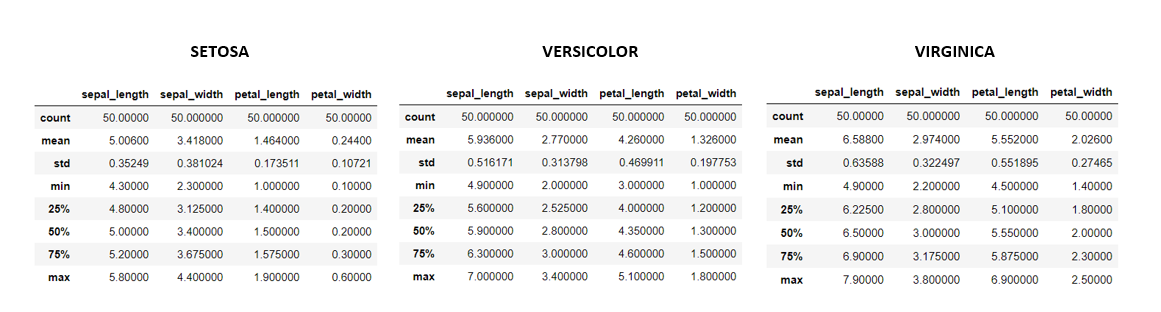 SETOSA
sepal_length sepal_width petal_length petal_width
count 50.00000 50.000000 50.000000 50.00000
mean 5.00600 3.418000 1.464000 0.24400
std 0.35249 0.381024 0.173511 0.10721
min 4.30000 2.300000 1.000000 0.10000
25% 4.80000 3.125000 1.400000 0.20000
50% 5.00000 3.400000 1.500000 0.20000
75% 5.20000 3.675000 1.575000 0.30000
max 5.80000 4.400000 1.900000 0.60000
VERSICOLOR
sepal_length sepal_width petal_length petal_width
count 50.000000 50.000000 50.000000 50.000000
mean 5.936000 2.770000 4.260000 1.326000
std 0.516171 0.313798 0.469911 0.197753
min 4.900000 2.000000 3.000000 1.000000
25% 5.600000 2.525000 4.000000 1.200000
50% 5.900000 2.800000 4.350000 1.300000
75% 6.300000 3.000000 4.600000 1.500000
max 7.000000 3.400000 5.100000 1.800000
VIRGINICA
sepal_length sepal_width petal_length petal_width
count 50.00000 50.000000 50.000000 50.00000
mean 6.58800 2.974000 5.552000 2.02600
std 0.63588 0.322497 0.551895 0.27465
min 4.90000 2.200000 4.500000 1.40000
25% 6.22500 2.800000 5.100000 1.80000
50% 6.50000 3.000000 5.550000 2.00000
75% 6.90000 3.175000 5.875000 2.30000
max 7.90000 3.800000 6.900000 2.50000